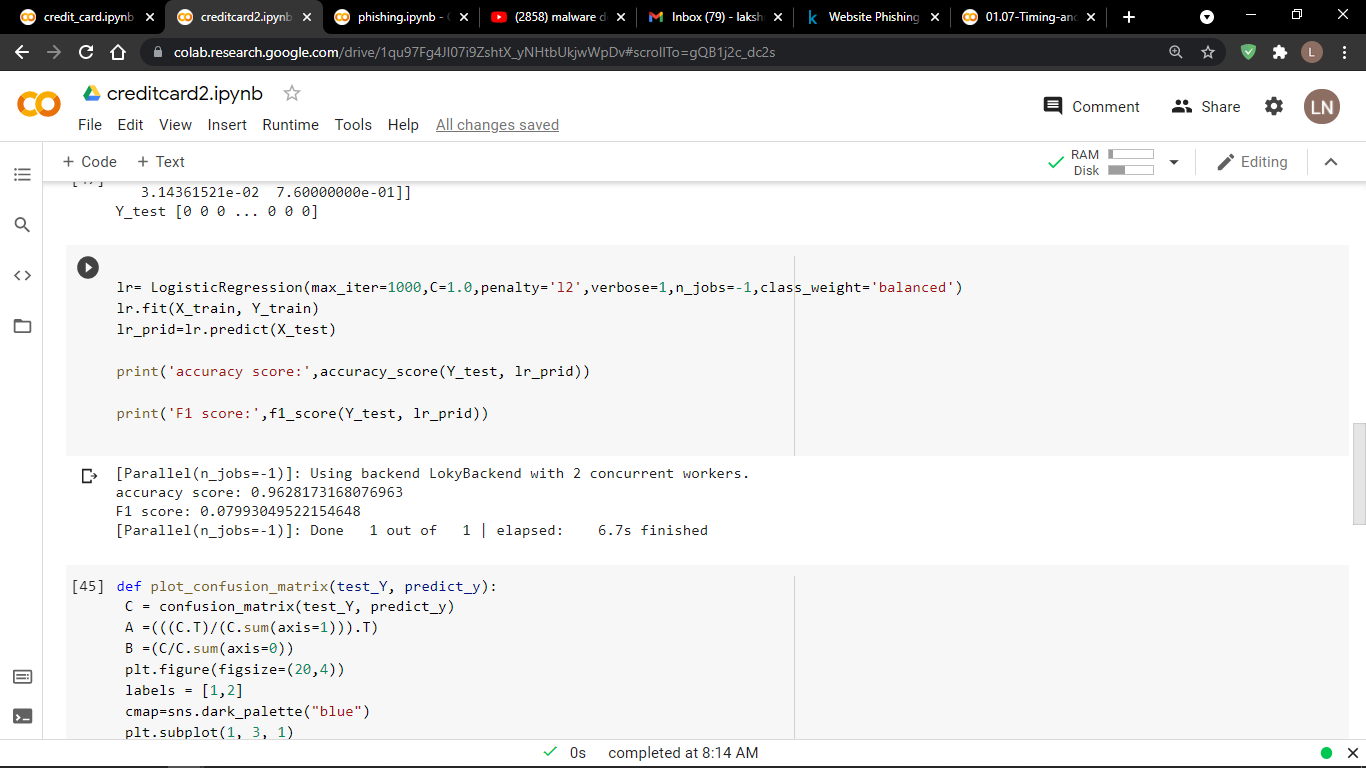 credit_card.ipynb
creditcard2.ipynb
phishing.ipynb -
(2858) malware d
Inbox (79) - laksh
Website Phishing
01.07-Timing-an
colab.research.google.com/drive/1qu97Fg4Jl07i9ZshtX_yNHtbUkjwWpDv#scrollTo=gQB1j2c_dc2s
L
creditcard2.ipynb
Comment
Share
LN
File Edit View Insert Runtime Tools Help All changes saved
+ Code + Text
RAM
Disk
Editing
3.14361521e-02 7.60000000e-01]]
Y_test [0 0 0 ... 0 0 0]
lr= LogisticRegression(max_iter=1000,C=1.0,penalty='l2',verbose=1,n_jobs=-1,class_weight='balanced')
lr.fit(X_train, Y_train)
lr_prid=lr.predict(X_test)
print('accuracy score:',accuracy_score(Y_test, lr_prid))
print('F1 score:',f1_score(Y_test, lr_prid))
[Parallel(n_jobs=-1)]: Using backend LokyBackend with 2 concurrent workers.
accuracy score: 0.9628173168076963
F1 score: 0.07993049522154648
[Parallel(n_jobs=-1)]: Done 1 out of 1 | elapsed: 6.7s finished
[45] def plot_confusion_matrix(test_Y, predict_y):
C = confusion_matrix(test_Y, predict_y)
A =(((C.T)/(C.sum(axis=1))).T)
B =(C/C.sum(axis=0))
plt.figure(figsize=(20,4))
labels = [1,2]
cmap=sns.dark_palette("blue")
plt.subplot(1, 3, 1)
0s completed at 8:14 AM